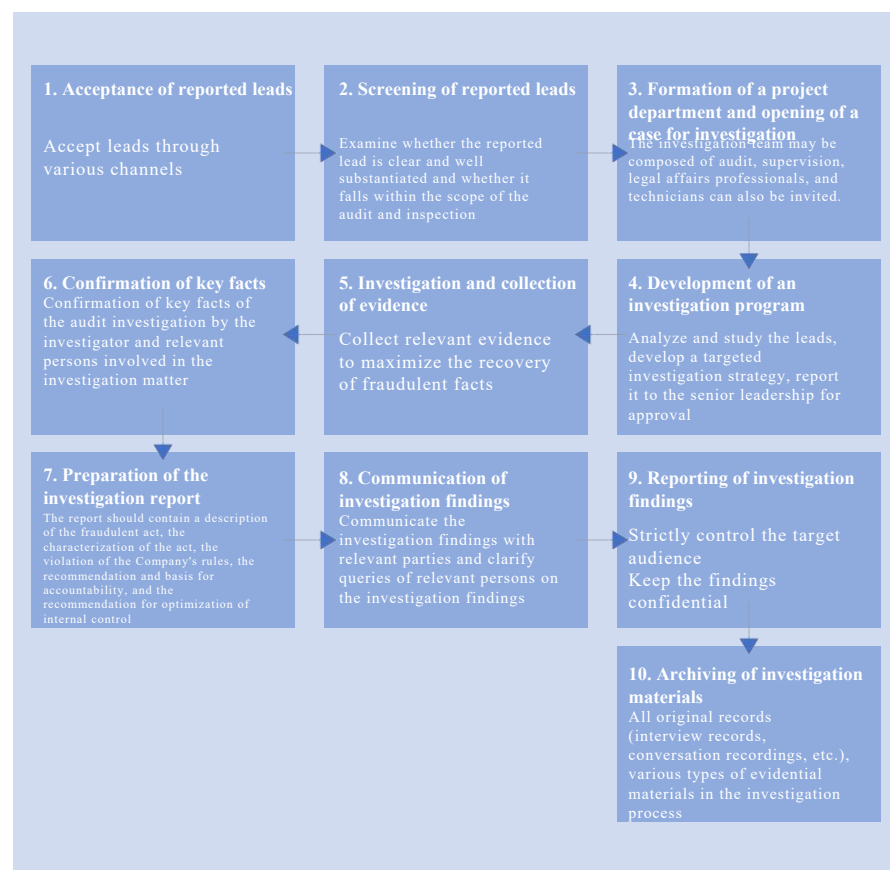 1. Acceptance of reported leads
Accept leads through
various channels
2. Screening of reported leads
Examine whether the reported
lead is clear and well
substantiated and whether it
falls within the scope of the
audit and inspection
3. Formation of a project
department and opening of a
case for investigation
The investigation team may be
composed of audit, supervision,
legal affairs professionals, and
technicians can also be invited.
4. Development of an
investigation program
Analyze and study the leads,
develop a targeted
investigation strategy, report
it to the senior leadership for
approval
5. Investigation and collection
of evidence
Collect relevant evidence
to maximize the recovery
of fraudulent facts
6. Confirmation of key facts
Confirmation of key facts of
the audit investigation by the
investigator and relevant
persons involved in the
investigation matter
7. Preparation of the
investigation report
The report should contain a description
of the fraudulent act, the
characterization of the act, the
violation of the Company's rules, the
recommendation and basis for
accountability, and the
recommendation for optimization of
internal control
8. Communication of
investigation findings
Communicate the
investigation findings with
relevant parties and clarify
queries of relevant persons on
the investigation findings
9. Reporting of investigation
findings
Strictly control the target
audience
Keep the findings
confidential
10. Archiving of investigation
materials
All original records
(interview records,
conversation recordings, etc.),
various types of evidential
materials in the investigation
process